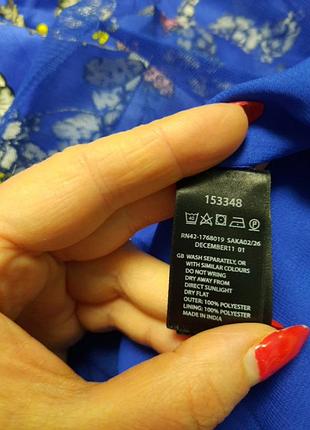 153348
RN42-1768019 SAKA02/26
DECEMBER11 01
GB WASH SEPARATELY, OR
WITH SIMILAR COLOURS
DO NOT WRING
DRY AWAY FROM
DIRECT SUNLIGHT
DRY FLAT
OUTER: 100% POLYESTER
LINING: 100% POLYESTER
MADE IN INDIA